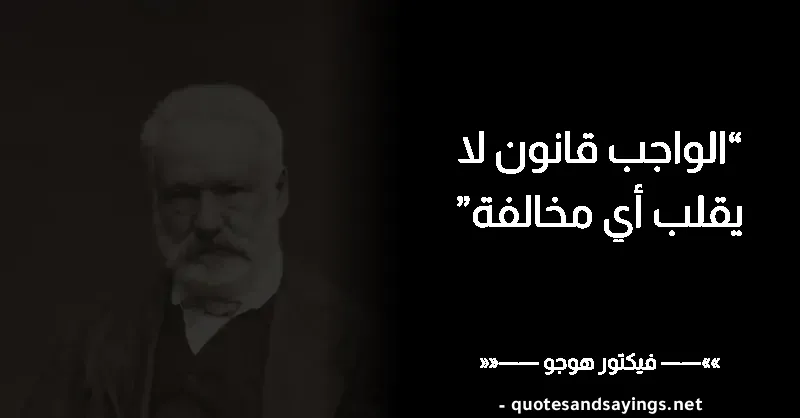 “الواجب قانون لا
يقلب أي مخالفة”
»»—— فيكتور هوجو ——««
- quotesandsayings.net